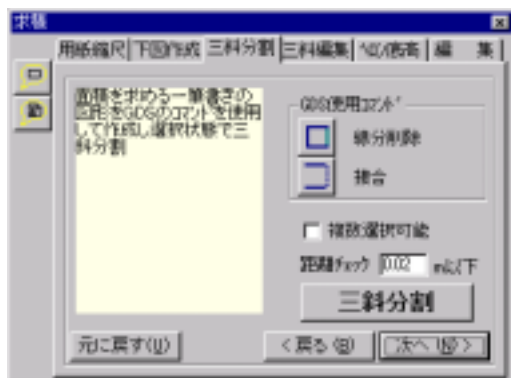 求積
用紙縮尺 下図作成 三斜分割 三斜編集 ヘロン/底高 編 集
面積を求める一筆書きの
図形をGDSのコマンドを使用
して作成し選択状態で三
斜分割
GDS使用コマンド
線分削除
接合
複数選択可能
距離チェック 0.02 m以下
三斜分割
元に戻す(U) < 戻る (B) 次へ (N) >